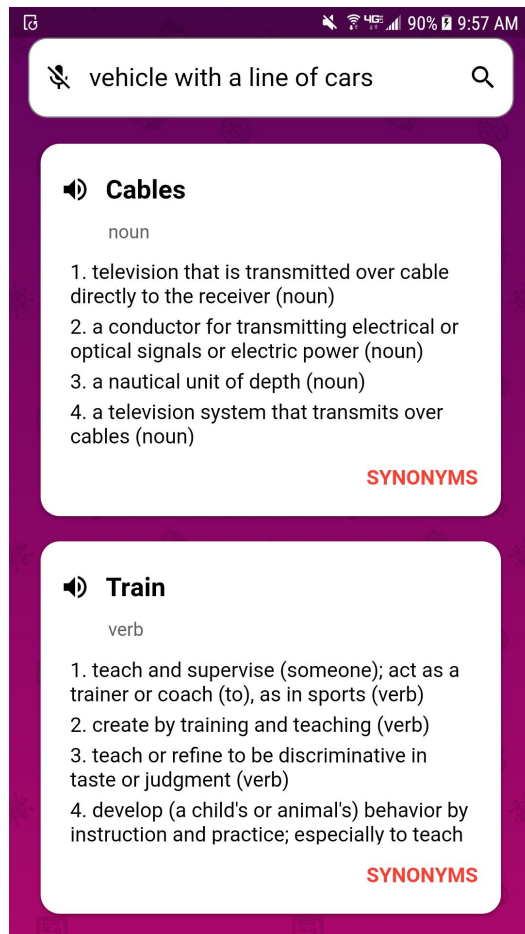 4GE 90% 9:57 AM
vehicle with a line of cars
Cables
noun
1. television that is transmitted over cable
directly to the receiver (noun)
2. a conductor for transmitting electrical or
optical signals or electric power (noun)
3. a nautical unit of depth (noun)
4. a television system that transmits over
cables (noun)
SYNONYMS
Train
verb
1. teach and supervise (someone); act as a
trainer or coach (to), as in sports (verb)
2. create by training and teaching (verb)
3. teach or refine to be discriminative in
taste or judgment (verb)
4. develop (a child's or animal's) behavior by
instruction and practice; especially to teach
SYNONYMS